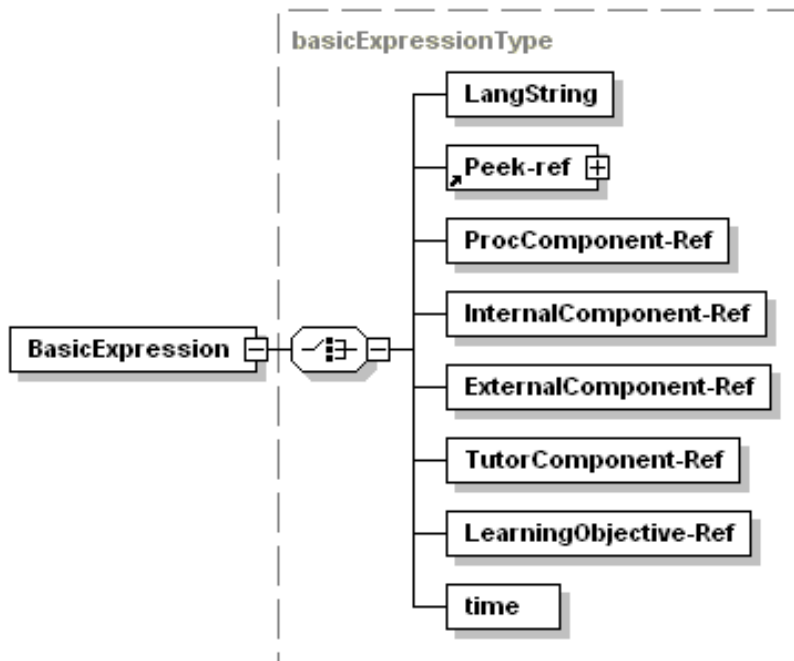 basicExpressionType
LangString
Peek-ref
ProcComponent-Ref
InternalComponent-Ref
BasicExpression
ExternalComponent-Ref
TutorComponent-Ref
LearningObjective-Ref
time